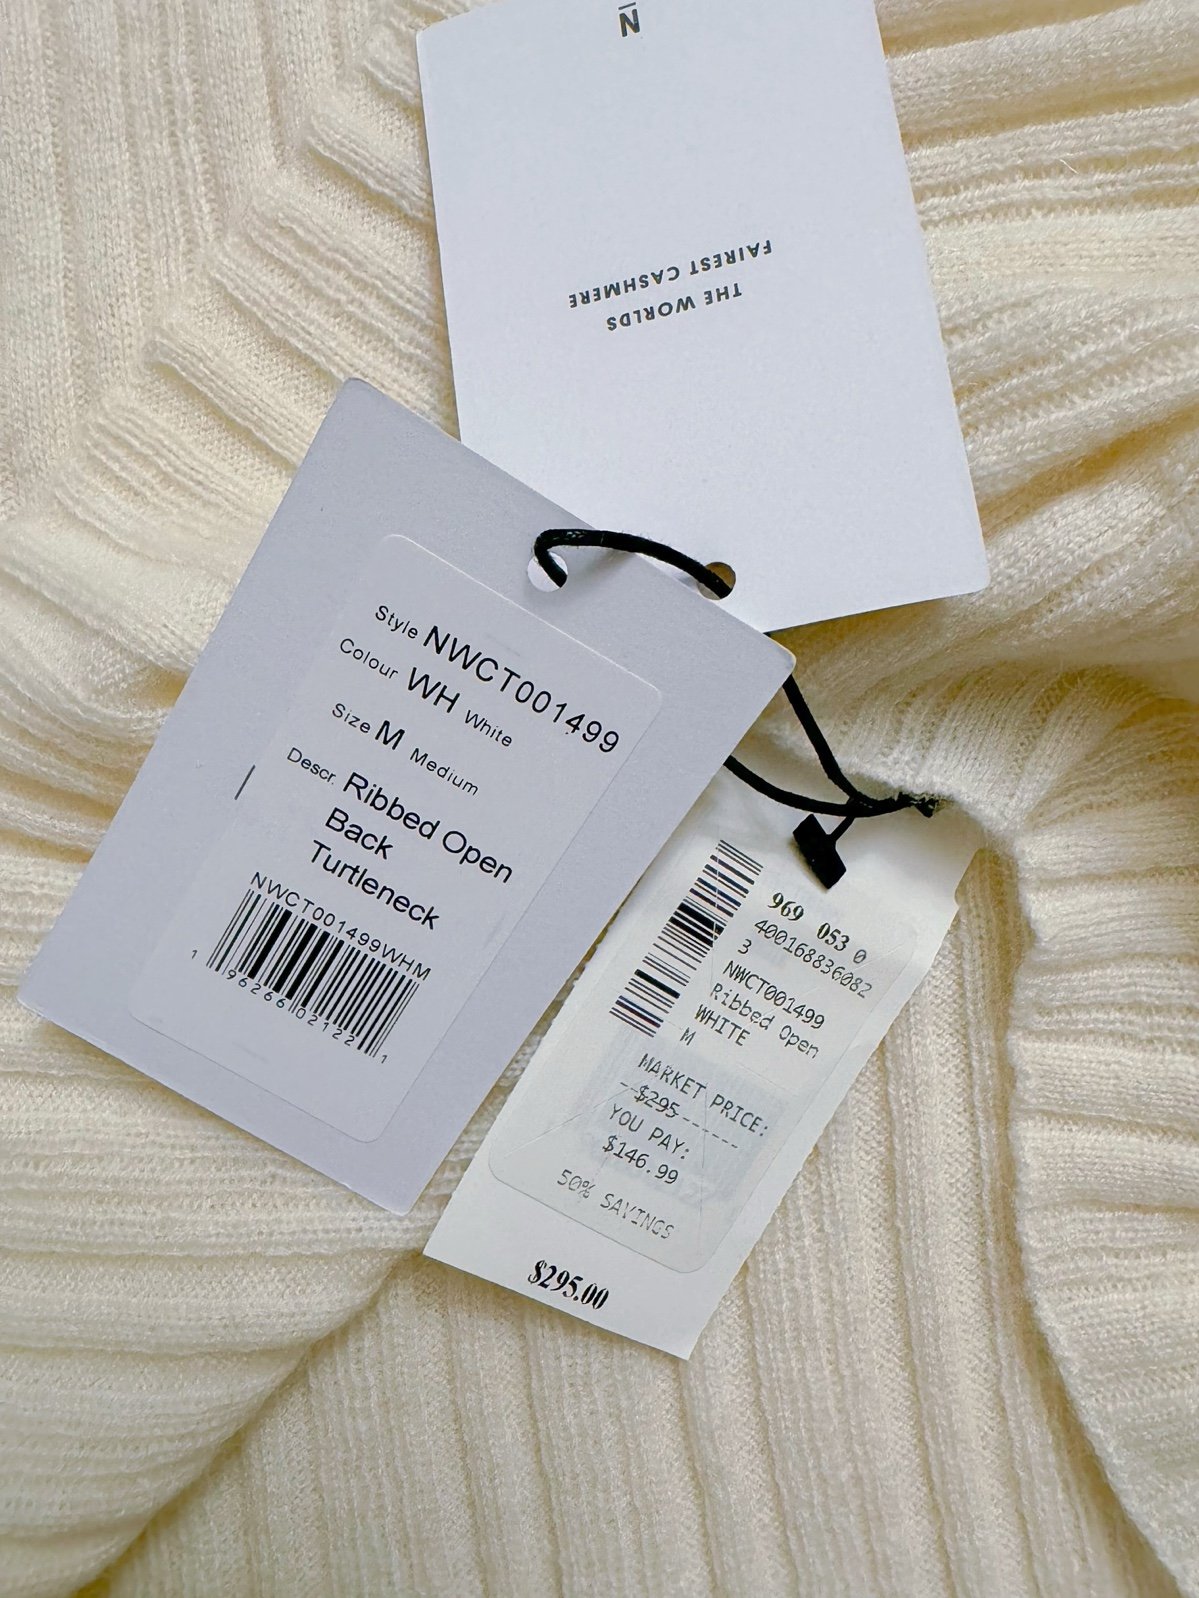 N̄
THE WORLDS
FAIREST CASHMERE
Style NWCT001499
Colour WH White
Size M Medium
Descr. Ribbed Open
Back
Turtleneck
NWCT001499WHM
1 96266 02122 1
969 053 0
400168836082
3
NWCT001499
Ribbed Open
WHITE
M
MARKET PRICE:
$295
YOU PAY:
$146.99
50% SAVINGS
$295.00